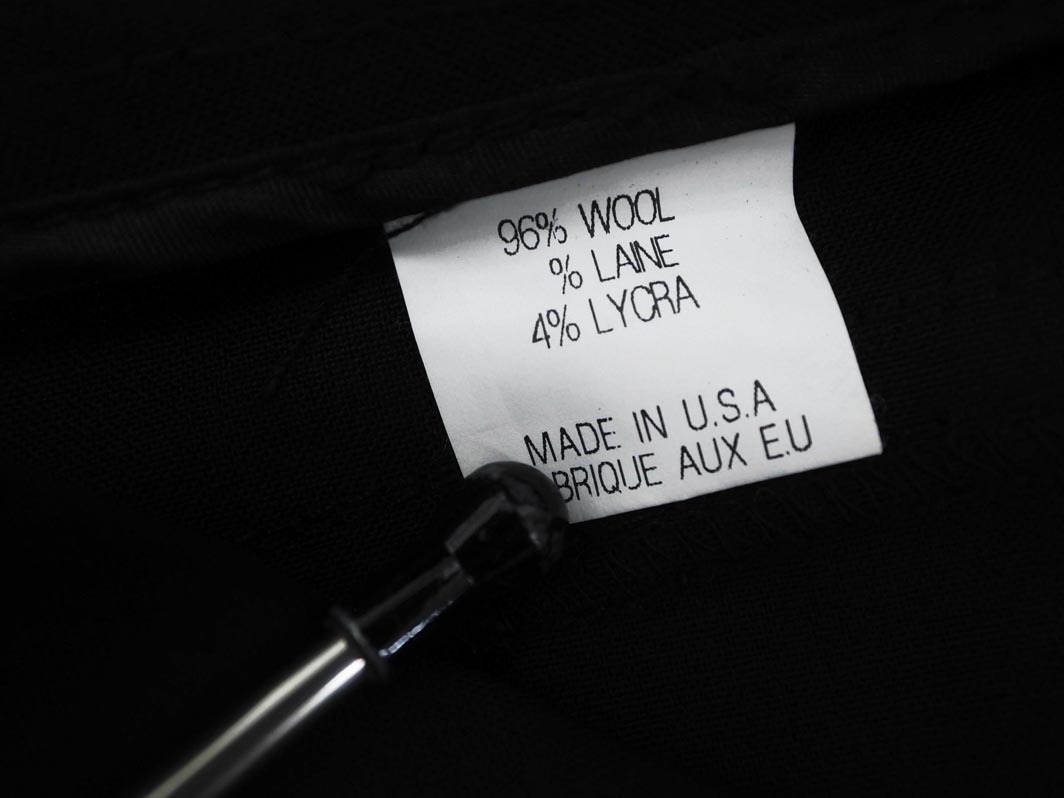 96% WOOL
% LAINE
4% LYCRA
MADE IN U.S.A
BRIQUE AUX E.U